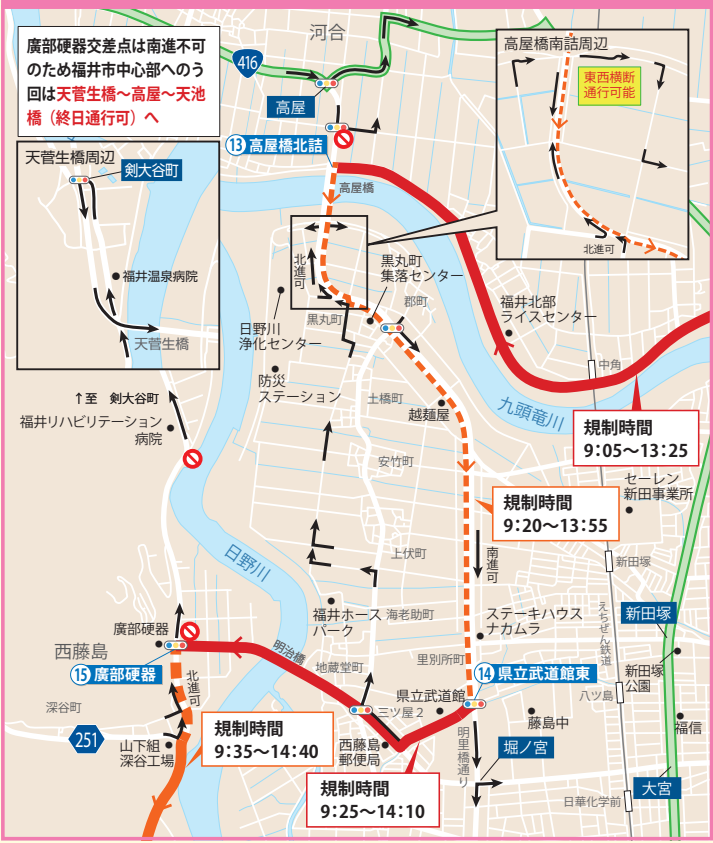 廣部硬器交差点は南進不可
のため福井市中心部へのう
回は天菅生橋～高屋～天池
橋（終日通行可）へ
天菅生橋周辺
剣大谷町
福井温泉病院
天菅生橋
河合
416
高屋
⑬高屋橋北詰
高屋橋
高屋橋南詰周辺
東西横断
通行可能
北進可
北進可
黒丸町
集落センター
郡町
黒丸町
日野川
浄化センター
防災
ステーション
福井北部
ライスセンター
中角
九頭竜川
↑至 剣大谷町
福井リハビリテーション
病院
土橋町
越麺屋
規制時間
9:05～13:25
安竹町
セーレン
新田事業所
規制時間
9:20～13:55
日野川
上伏町
南進可
新田塚
福井ホース
パーク
海老助町
ステーキハウス
ナカムラ
えちぜん鉄道
新田塚
廣部硬器
西藤島
明治橋
⑮廣部硬器
北進可
地蔵堂町
里別所町
⑭県立武道館東
新田塚
公園
八ツ島
深谷町
251
山下組
深谷工場
規制時間
9:35～14:40
三ツ屋2
県立武道館
西藤島
郵便局
明里橋通り
藤島中
福信
堀ノ宮
規制時間
9:25～14:10
大宮
日華化学前